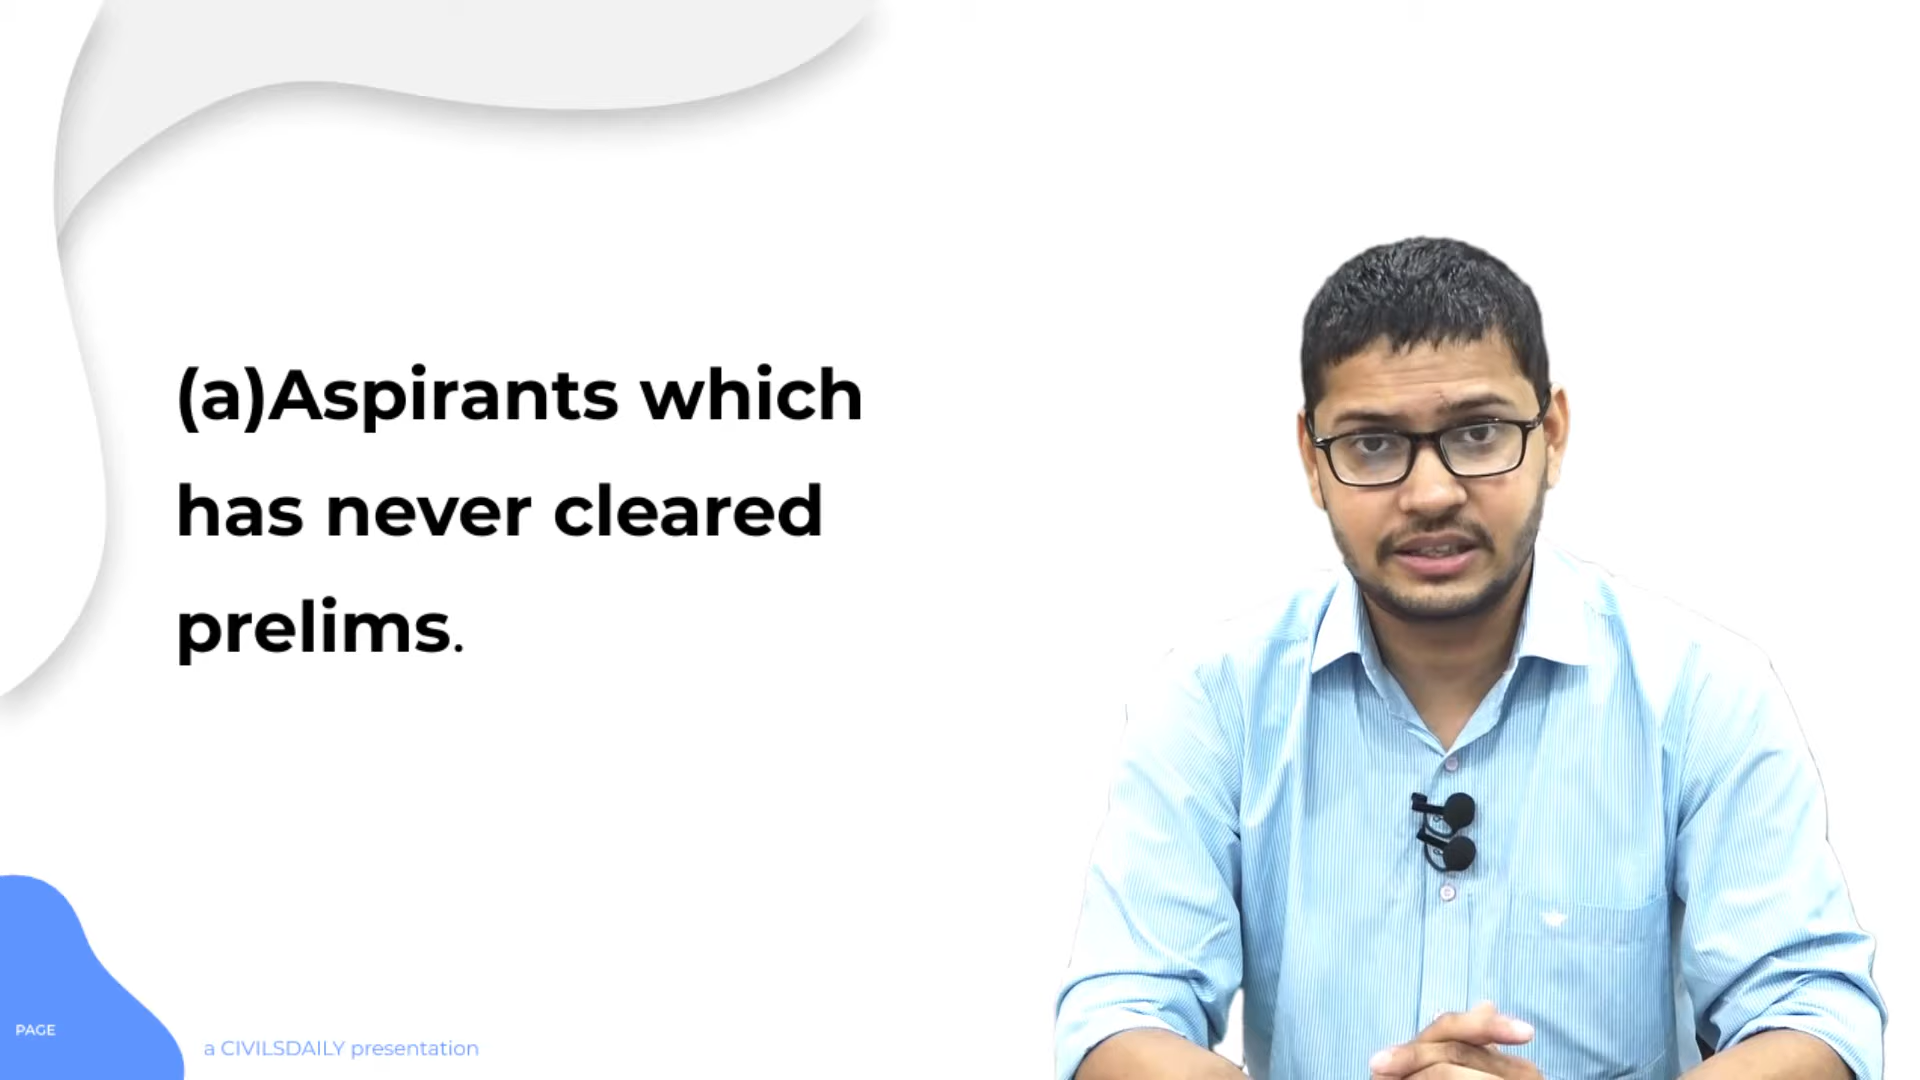 (a)Aspirants which
has never cleared
prelims.
PAGE
a CIVILSDAILY presentation